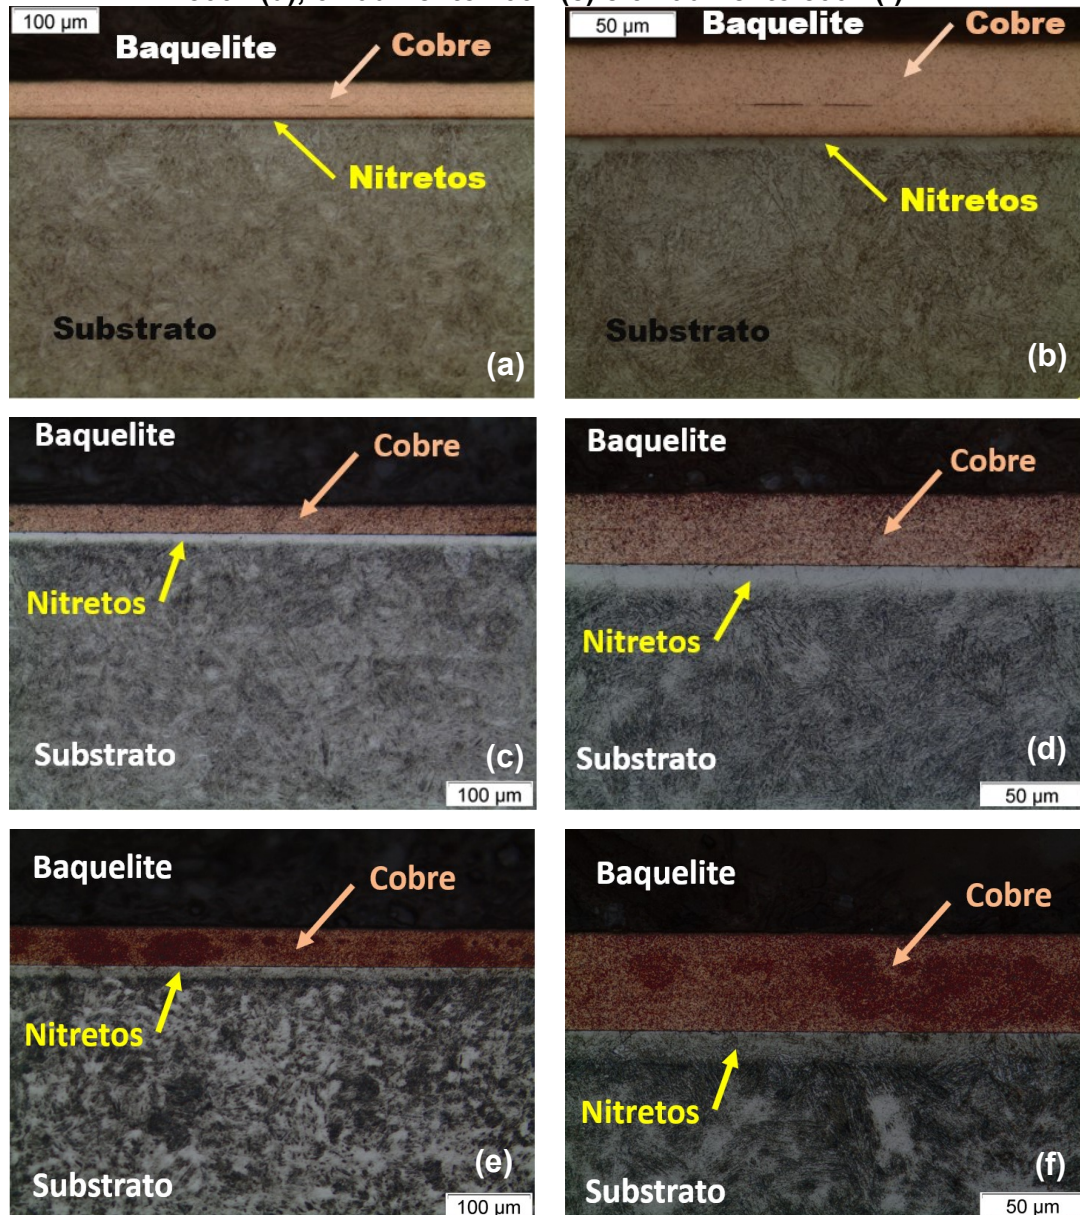 100 µm
Baquelite
Cobre
Nitretos
Substrato
(a)
50 µm
Baquelite
Cobre
Nitretos
Substrato
(b)
Baquelite
Cobre
Nitretos
Substrato
(c)
100 µm
Baquelite
Cobre
Nitretos
Substrato
(d)
50 µm
Baquelite
Cobre
Nitretos
Substrato
(e)
100 µm
Baquelite
Cobre
Nitretos
Substrato
(f)
50 µm